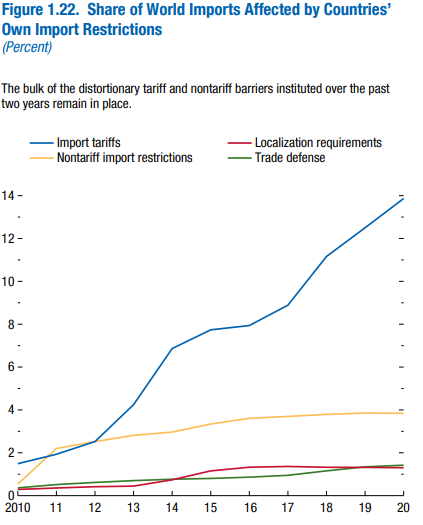 Figure 1.22. Share of World Imports Affected by Countries’
Own Import Restrictions
(Percent)
The bulk of the distortionary tariff and nontariff barriers instituted over the past
two years remain in place.
Import tariffs
Nontariff import restrictions
Localization requirements
Trade defense
14
12
10
8
6
4
2
0
2010 11 12 13 14 15 16 17 18 19 20